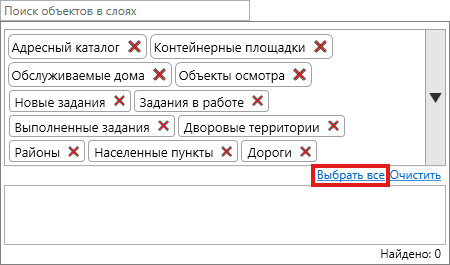 Поиск объектов в слоях
Адресный каталог Контейнерные площадки
Обслуживаемые дома Объекты осмотра
Новые задания Задания в работе
Выполненные задания Дворовые территории
Районы Населенные пункты Дороги
Выбрать все Очистить
Найдено: 0